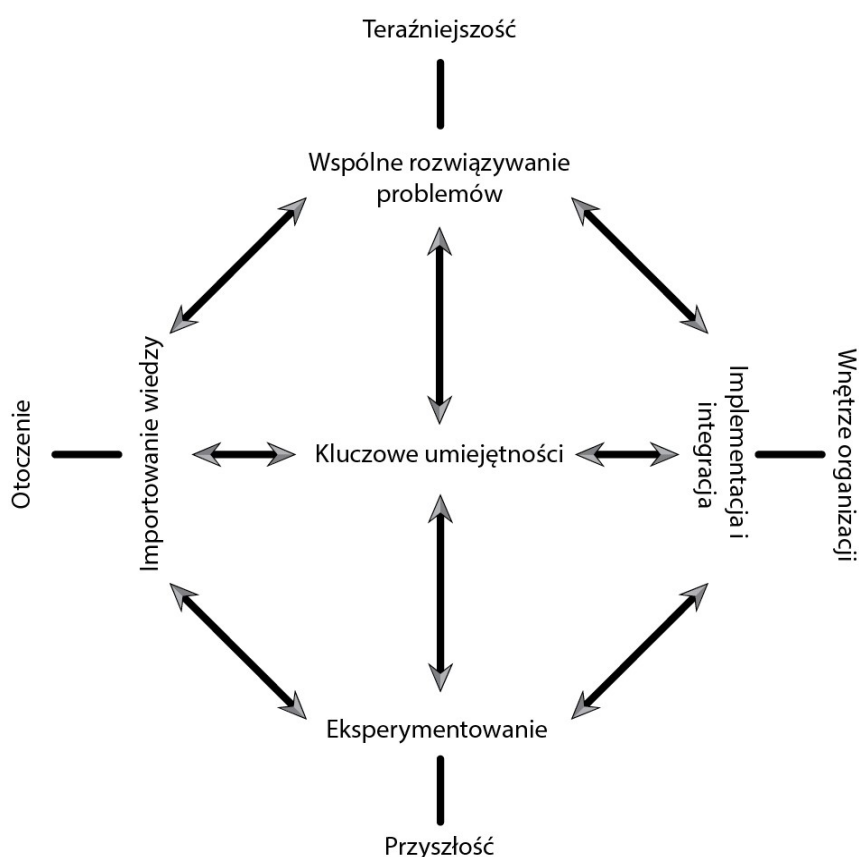 Teraźniejszość
Wspólne rozwiązywanie
problemów
Otoczenie
Importowanie wiedzy
Kluczowe umiejętności
Implementacja i
integracja
Wnętrze organizacji
Eksperymentowanie
Przyszłość